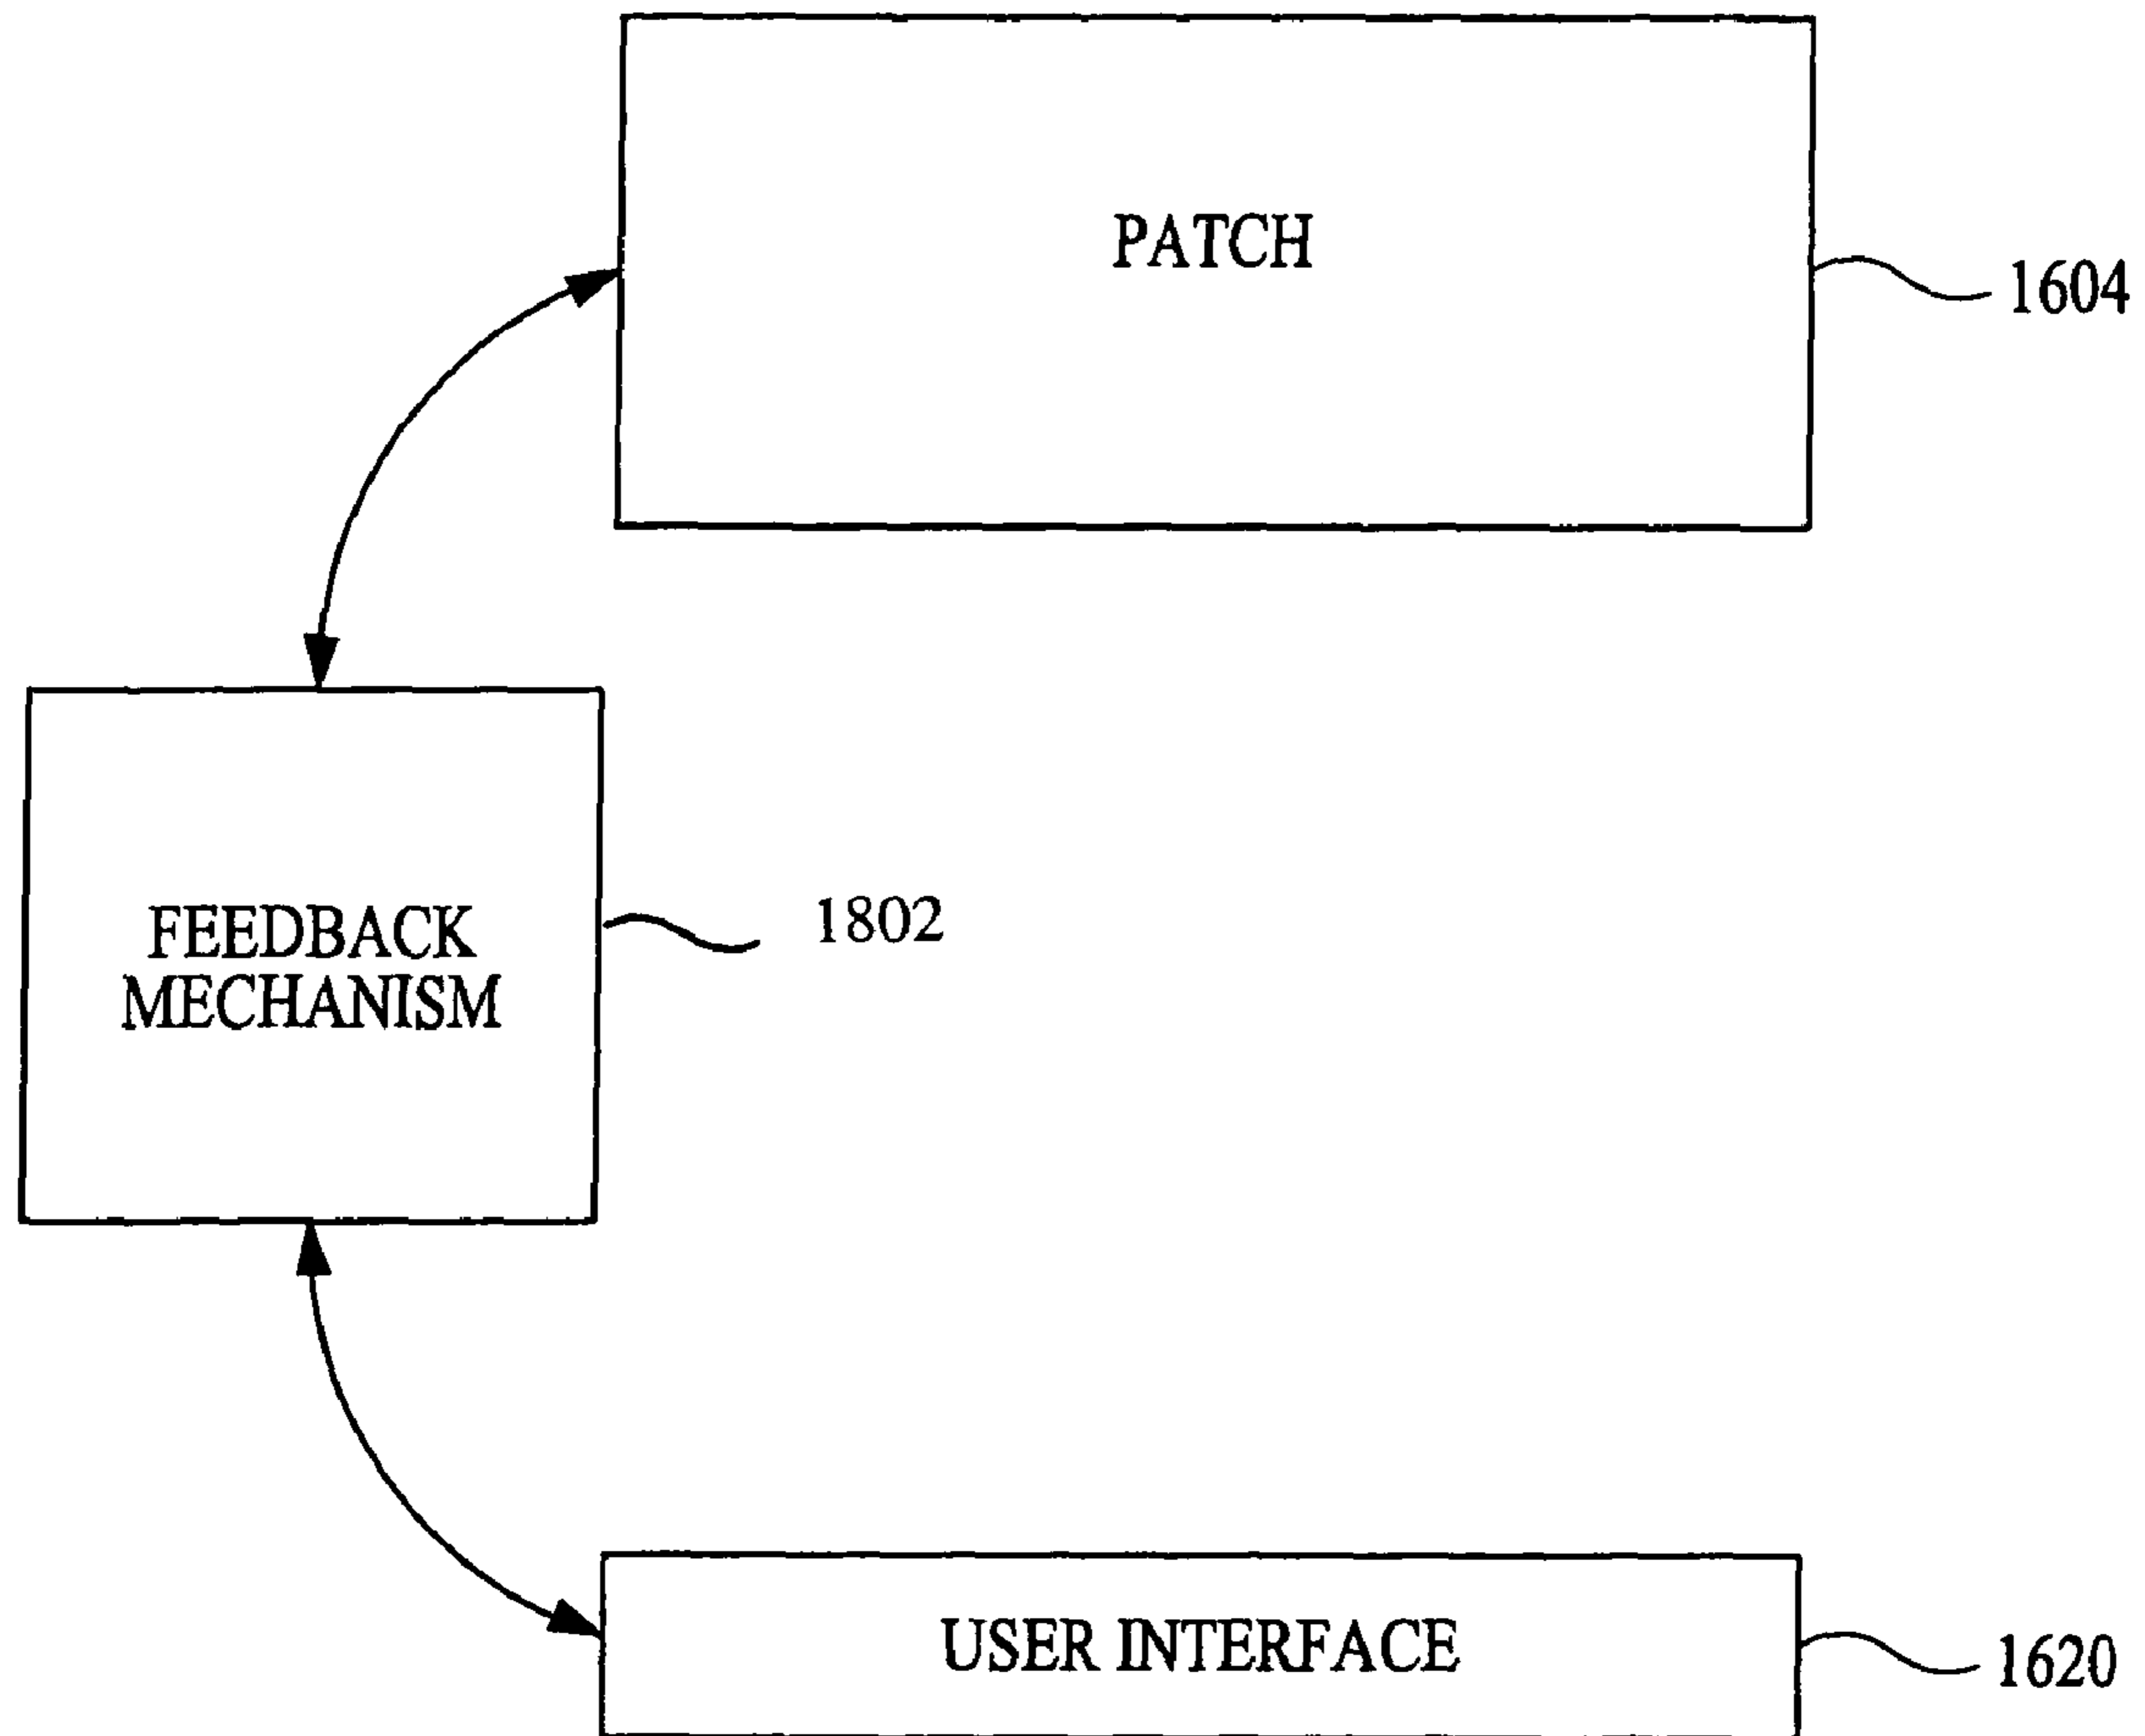 PATCH
1604
FEEDBACK
MECHANISM
1802
USER INTERFACE
1620